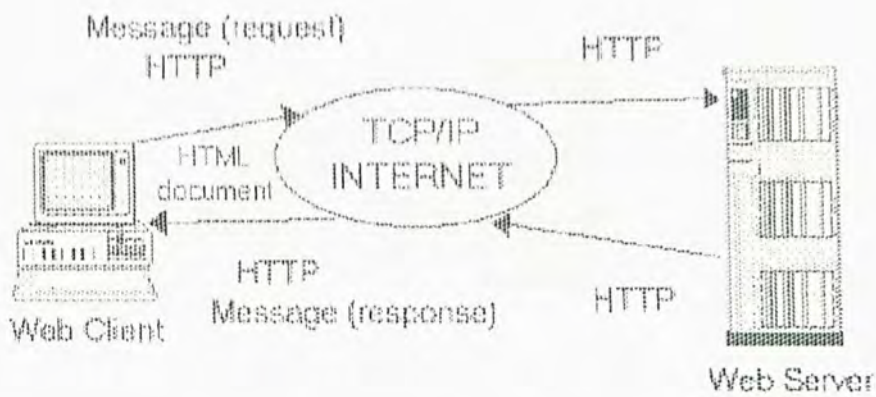 Message (request)
HTTP
HTTP
TCP/IP
INTERNET
HTML
document
HTTP
Message (response)
HTTP
Web Client
Web Server